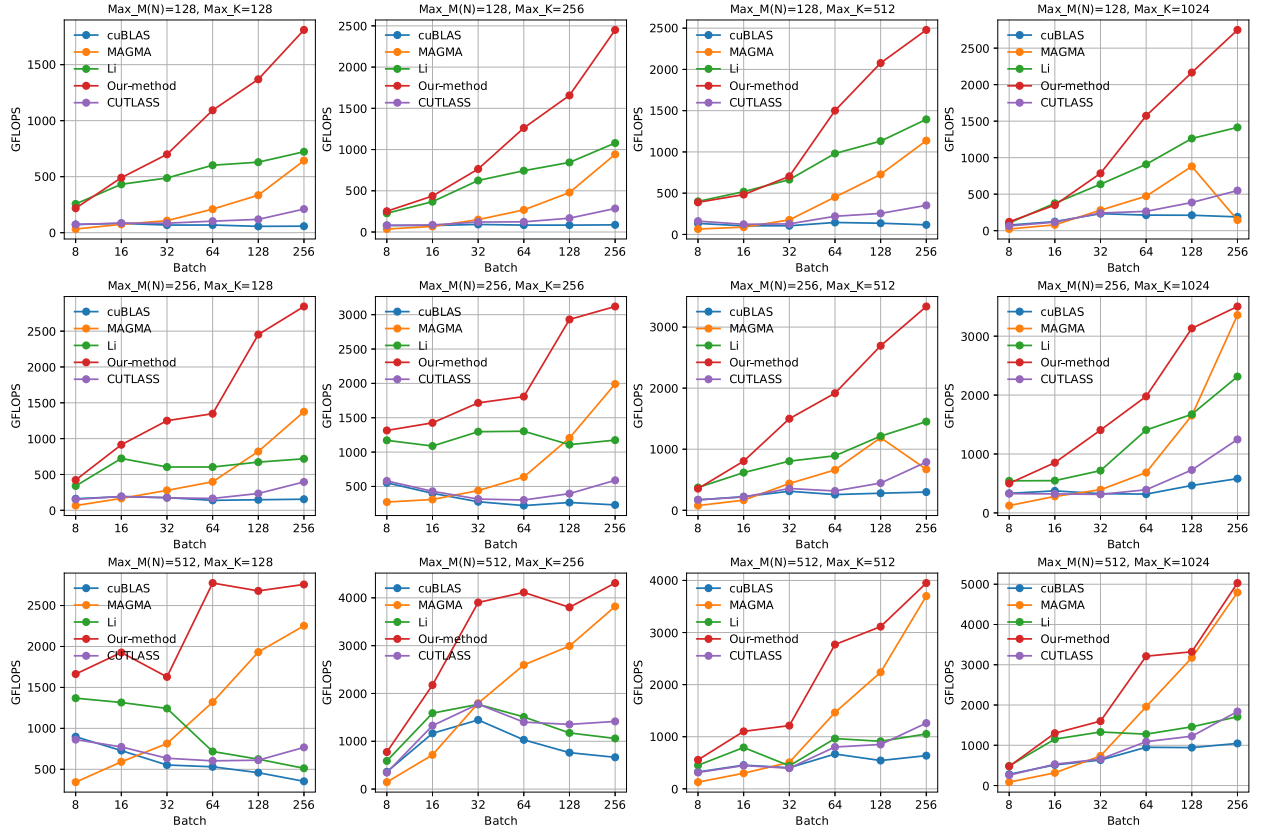 Max_M(N)=128, Max_K=128
GFLOPS
1500
1000
500
0
cuBLAS
MAGMA
Li
Our-method
CUTLASS
8 16 32 64 128 256
Batch
Max_M(N)=128, Max_K=256
GFLOPS
2500
2000
1500
1000
500
0
cuBLAS
MAGMA
Li
Our-method
CUTLASS
8 16 32 64 128 256
Batch
Max_M(N)=128, Max_K=512
GFLOPS
2500
2000
1500
1000
500
0
cuBLAS
MAGMA
Li
Our-method
CUTLASS
8 16 32 64 128 256
Batch
Max_M(N)=128, Max_K=1024
GFLOPS
2500
2000
1500
1000
500
0
cuBLAS
MAGMA
Li
Our-method
CUTLASS
8 16 32 64 128 256
Batch
Max_M(N)=256, Max_K=128
GFLOPS
2500
2000
1500
1000
500
0
cuBLAS
MAGMA
Li
Our-method
CUTLASS
8 16 32 64 128 256
Batch
Max_M(N)=256, Max_K=256
GFLOPS
3000
2500
2000
1500
1000
500
cuBLAS
MAGMA
Li
Our-method
CUTLASS
8 16 32 64 128 256
Batch
Max_M(N)=256, Max_K=512
GFLOPS
3000
2000
1000
0
cuBLAS
MAGMA
Li
Our-method
CUTLASS
8 16 32 64 128 256
Batch
Max_M(N)=256, Max_K=1024
GFLOPS
3000
2000
1000
0
cuBLAS
MAGMA
Li
Our-method
CUTLASS
8 16 32 64 128 256
Batch
Max_M(N)=512, Max_K=128
GFLOPS
2500
2000
1500
1000
500
cuBLAS
MAGMA
Li
Our-method
CUTLASS
8 16 32 64 128 256
Batch
Max_M(N)=512, Max_K=256
GFLOPS
4000
3000
2000
1000
0
cuBLAS
MAGMA
Li
Our-method
CUTLASS
8 16 32 64 128 256
Batch
Max_M(N)=512, Max_K=512
GFLOPS
4000
3000
2000
1000
0
cuBLAS
MAGMA
Li
Our-method
CUTLASS
8 16 32 64 128 256
Batch
Max_M(N)=512, Max_K=1024
GFLOPS
5000
4000
3000
2000
1000
0
cuBLAS
MAGMA
Li
Our-method
CUTLASS
8 16 32 64 128 256
Batch